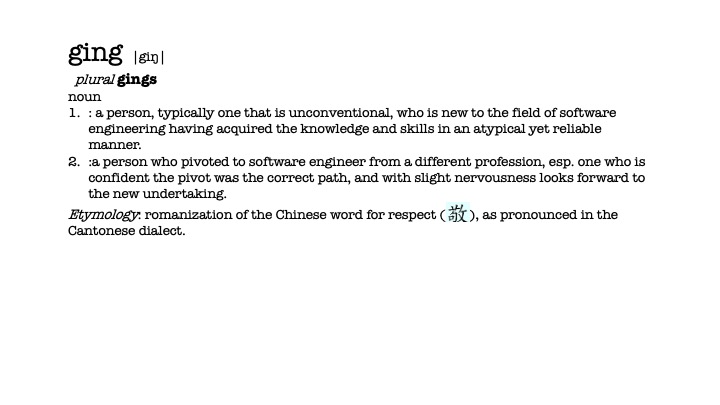 ging |giŋ|
plural gings
noun
1. : a person, typically one that is unconventional, who is new to the field of software
engineering having acquired the knowledge and skills in an atypical yet reliable
manner.
2. :a person who pivoted to software engineer from a different profession, esp. one who is
confident the pivot was the correct path, and with slight nervousness looks forward to
the new undertaking.
Etymology: romanization of the Chinese word for respect (敬), as pronounced in the
Cantonese dialect.